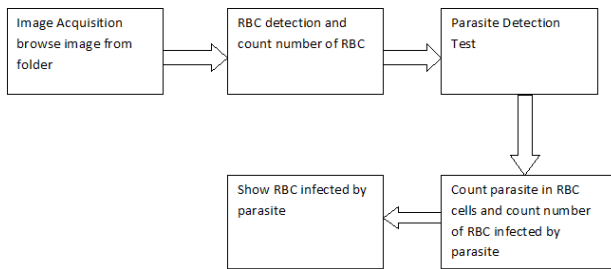 Image Acquisition
browse image from
folder
RBC detection and
count number of RBC
Parasite Detection
Test
Count parasite in RBC
cells and count number
of RBC infected by
parasite
Show RBC infected by
parasite